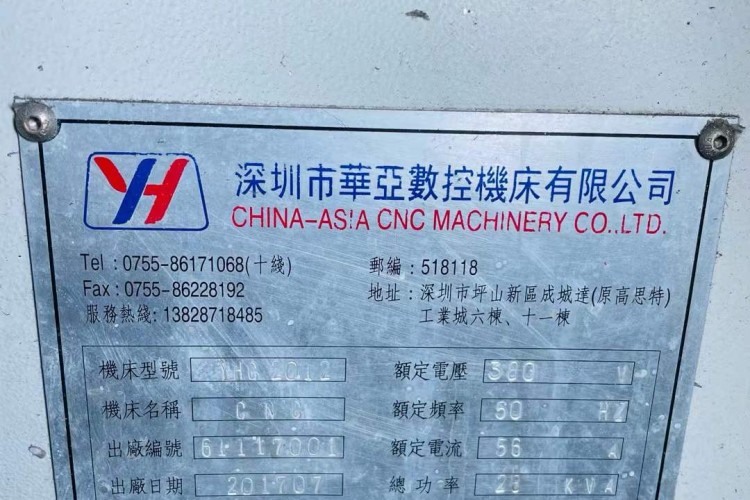 YH
深圳市華亞數控機床有限公司
CHINA-ASIA CNC MACHINERY CO.,LTD.
Tel : 0755-86171068(十綫)
郵編 : 518118
Fax : 0755-86228192
地址 : 深圳市坪山新區成城達(原高思特)
服務熱綫: 13828718485
工業城六棟、十一棟
機床型號
額定電壓 380 V
機床名稱 CNC
額定頻率 HZ
出廠編號 61117001
額定電流 56 A
出廠日期 201707
總功率 KVA